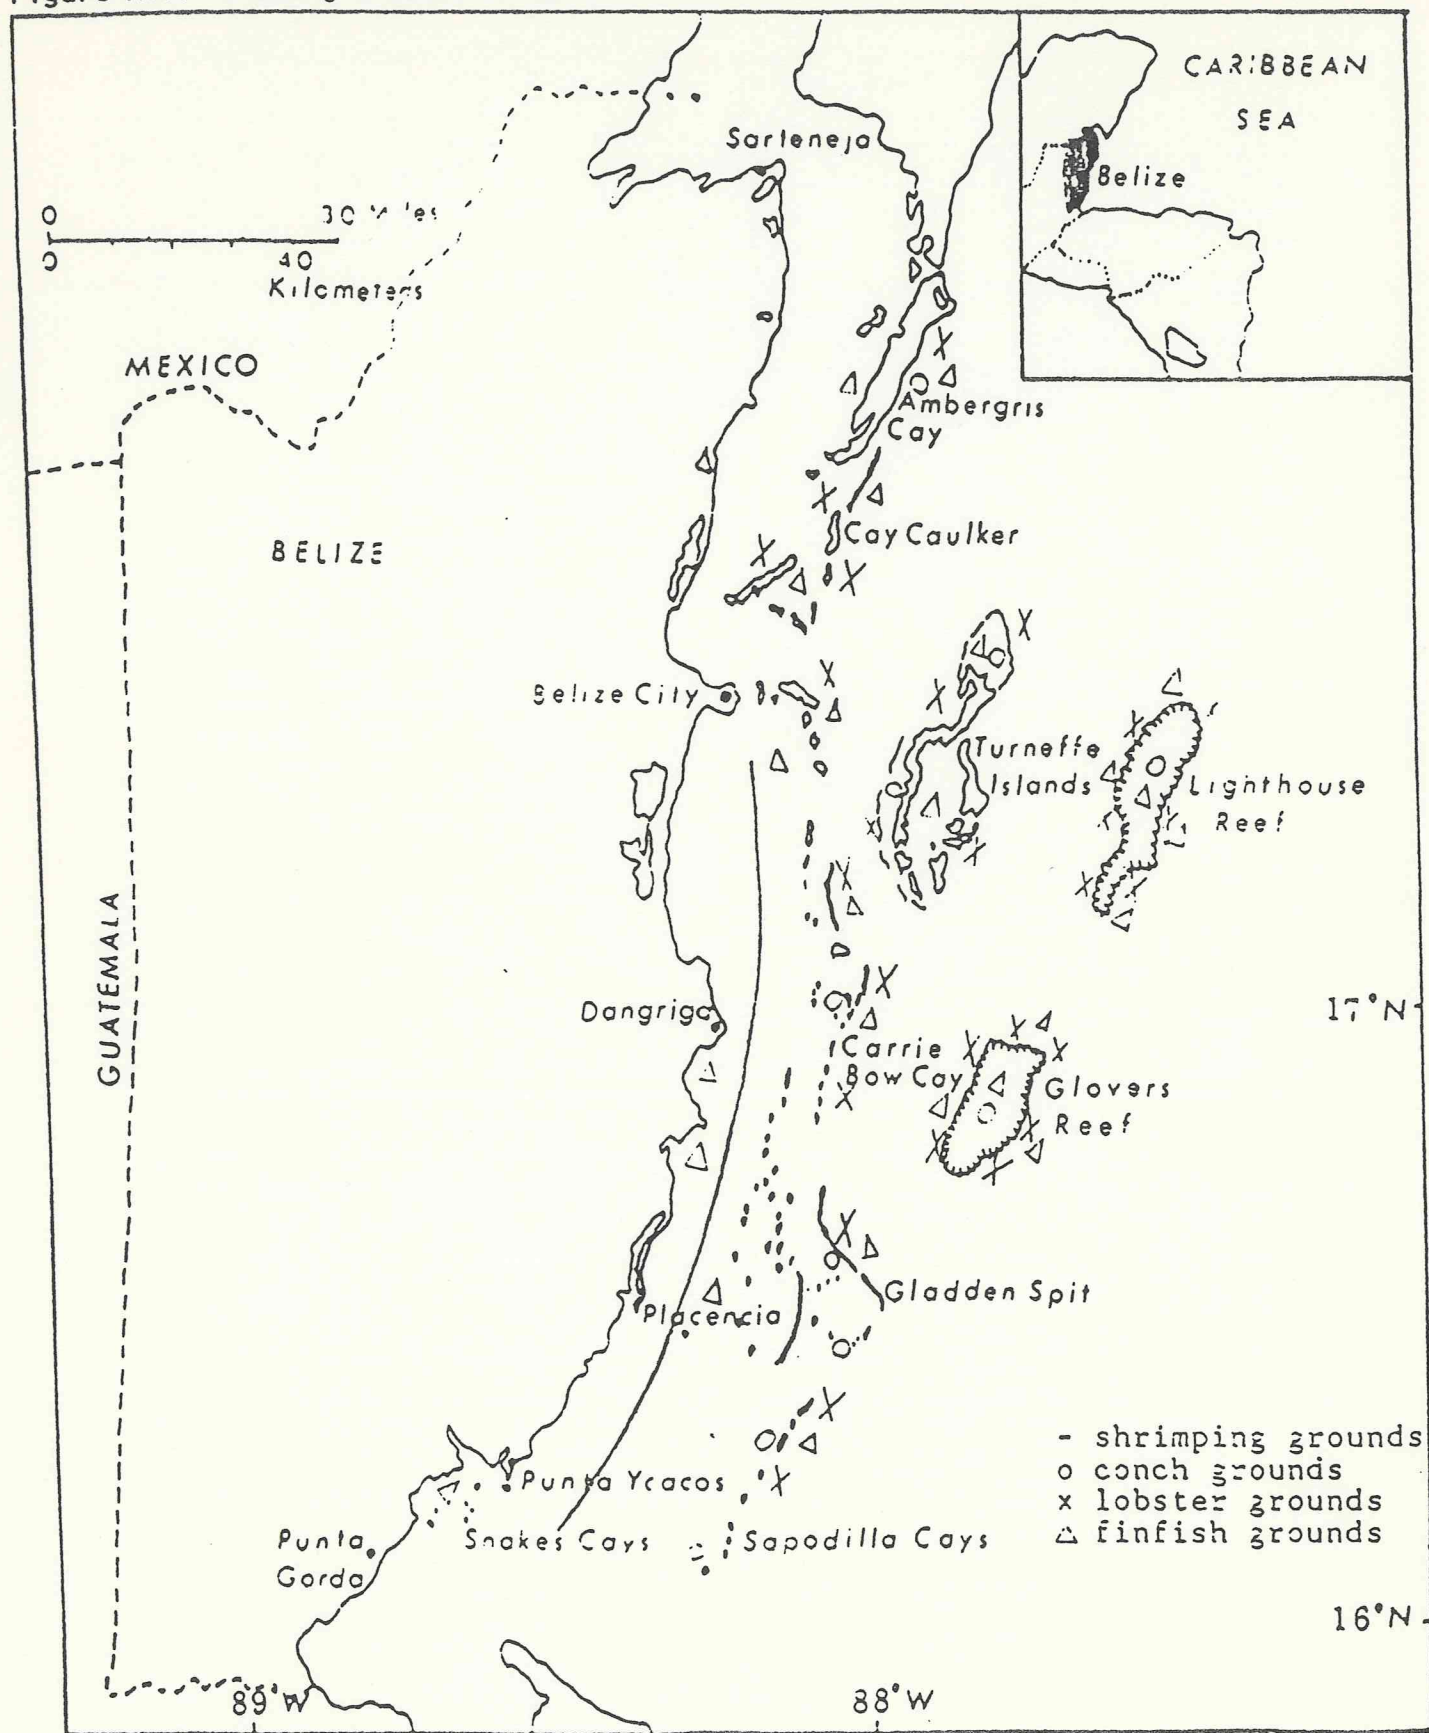 CARIBBEAN
SEA
Belize
Sarteneja
0 30 Miles
0 40
Kilometers
MEXICO
Ambergris
Cay
BELIZE
Cay Caulker
Belize City
Turneffe
Islands
Lighthouse
Reef
GUATEMALA
Dangriga
17°N
Carrie
Bow Cay
Glovers
Reef
Gladden Spit
Placencia
- shrimping grounds
o conch grounds
x lobster grounds
△ finfish grounds
Punta Ycacos
Snakes Cays
Sapodilla Cays
Punta
Gorda
16°N
89°W
88°W